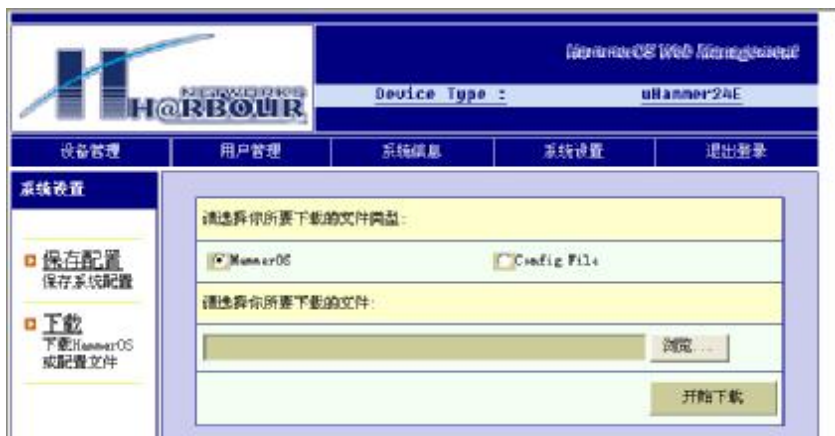 HammerOS Web Management
NETWORKS
H@RBOUR
Device Type : uHammer24E
设备管理 用户管理 系统信息 系统设置 退出登录
系统设置
请选择你所要下载的文件类型:
HammerOS Config File
保存配置
保存系统配置
请选择你所要下载的文件:
下载
下载HammerOS
或配置文件
浏览...
开始下载